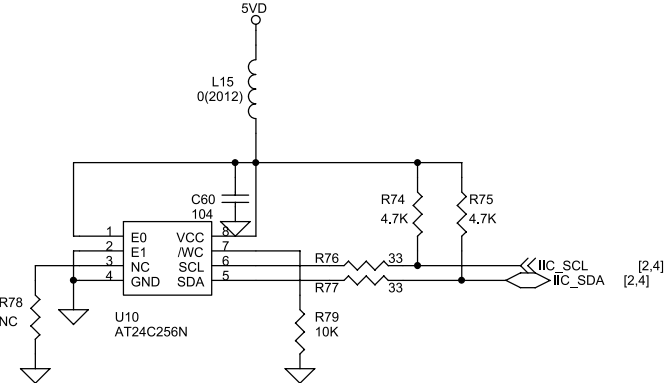 5VD
L15
0(2012)
C60
104
R74
4.7K
R75
4.7K
1
E0
VCC
8
2
E1
/WC
7
3
NC
SCL
6
4
GND
SDA
5
R76
33
R77
33
IIC_SCL
[2,4]
IIC_SDA
[2,4]
R78
NC
U10
AT24C256N
R79
10K